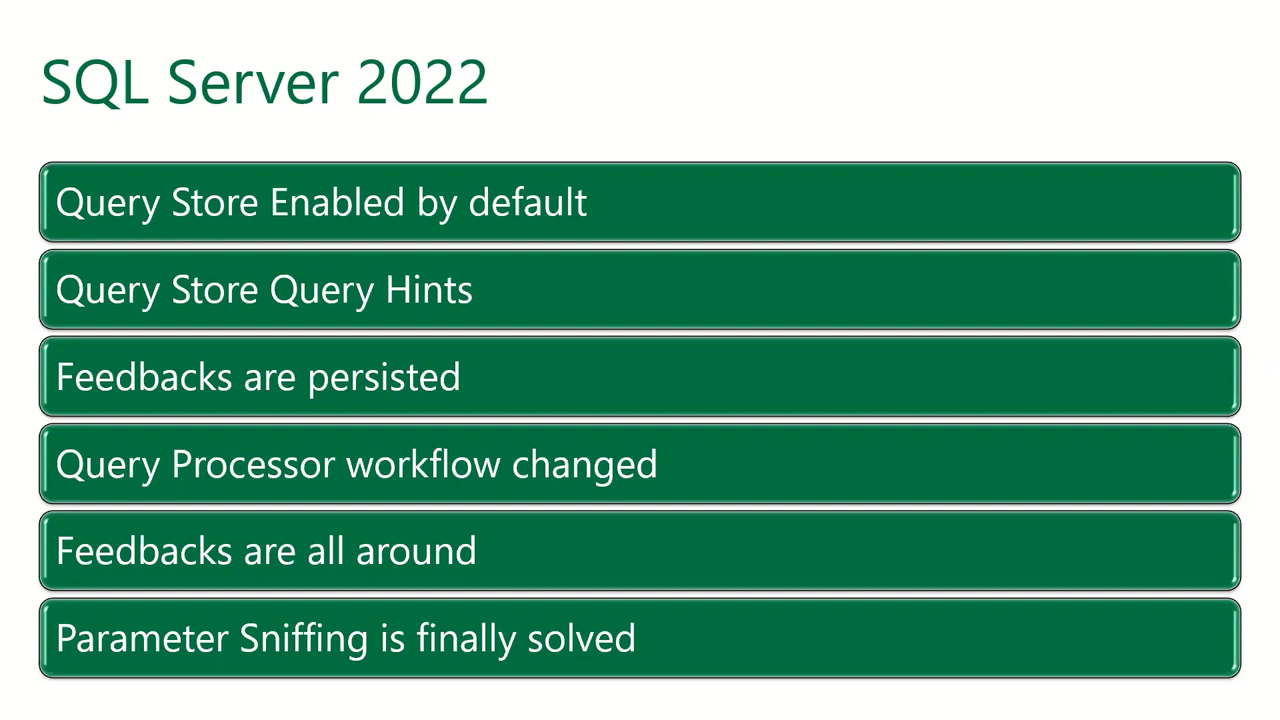 SQL Server 2022
Query Store Enabled by default
Query Store Query Hints
Feedbacks are persisted
Query Processor workflow changed
Feedbacks are all around
Parameter Sniffing is finally solved